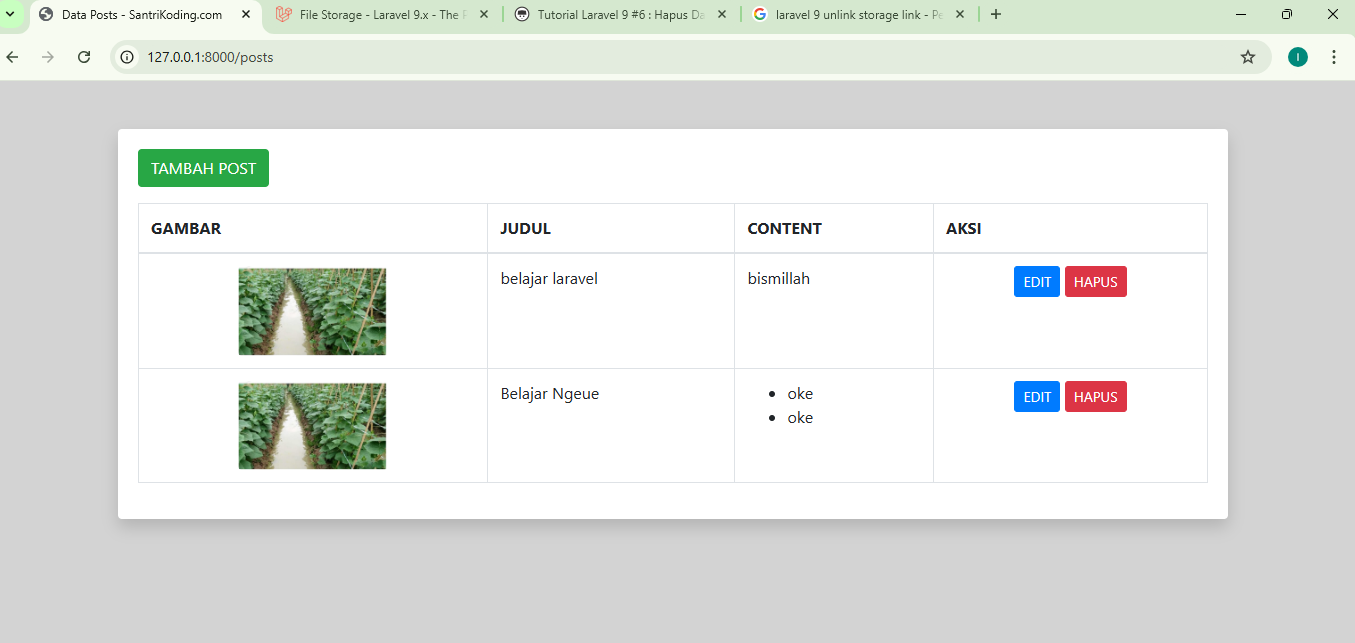 Data Posts - SantriKoding.com
File Storage - Laravel 9.x - The
Tutorial Laravel 9 #6 : Hapus Da
laravel 9 unlink storage link - Pe
127.0.0.1:8000/posts
I
TAMBAH POST
GAMBAR JUDUL CONTENT AKSI
belajar laravel bismillah EDIT HAPUS
Belajar Ngeue oke EDIT HAPUS
oke